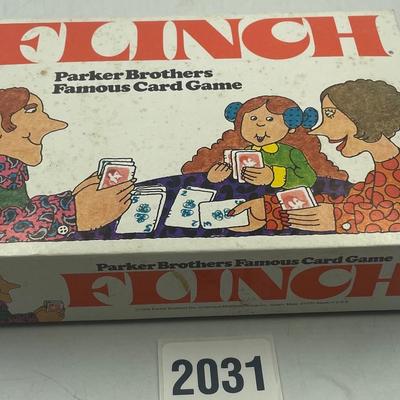 FLINCH
Parker Brothers
Famous Card Game
Parker Brothers Famous Card Game
FLINCH
2031